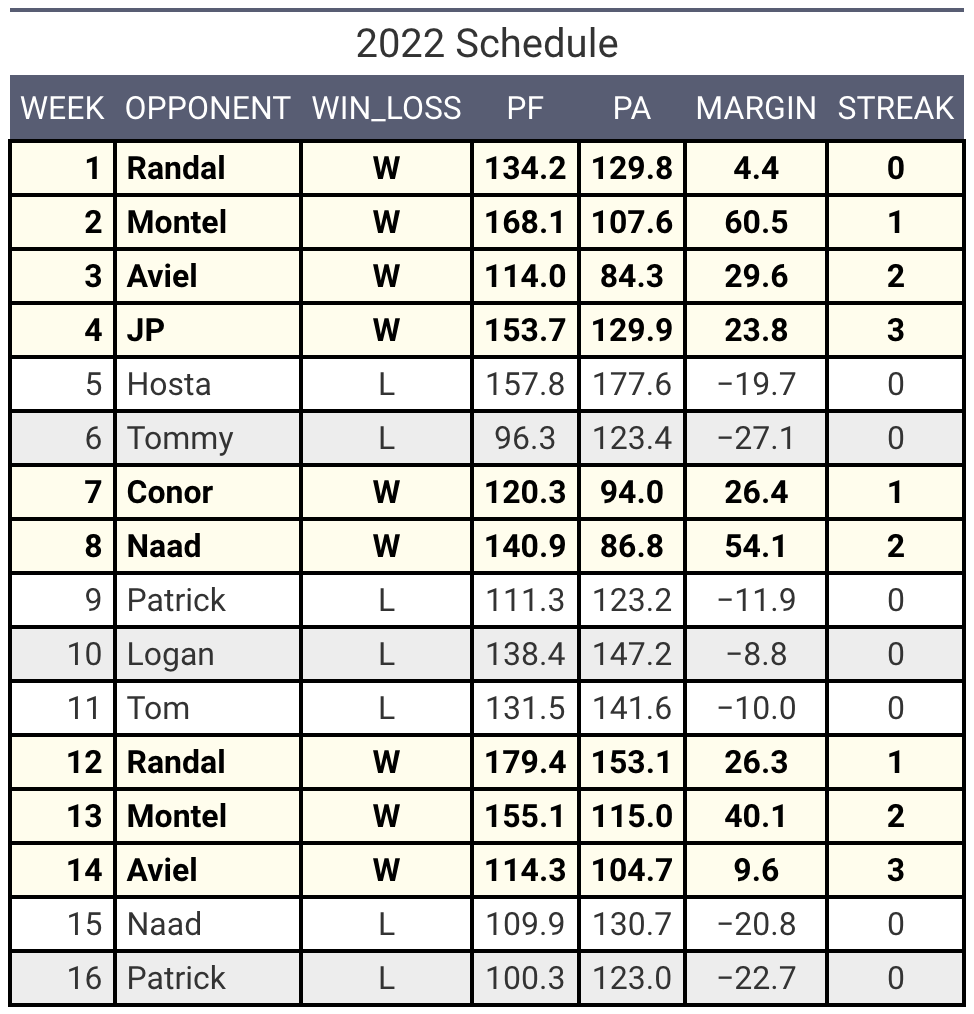 2022 Schedule
WEEK OPPONENT WIN_LOSS PF PA MARGIN STREAK
1 Randal W 134.2 129.8 4.4 0
2 Montel W 168.1 107.6 60.5 1
3 Aviel W 114.0 84.3 29.6 2
4 JP W 153.7 129.9 23.8 3
5 Hosta L 157.8 177.6 −19.7 0
6 Tommy L 96.3 123.4 −27.1 0
7 Conor W 120.3 94.0 26.4 1
8 Naad W 140.9 86.8 54.1 2
9 Patrick L 111.3 123.2 −11.9 0
10 Logan L 138.4 147.2 −8.8 0
11 Tom L 131.5 141.6 −10.0 0
12 Randal W 179.4 153.1 26.3 1
13 Montel W 155.1 115.0 40.1 2
14 Aviel W 114.3 104.7 9.6 3
15 Naad L 109.9 130.7 −20.8 0
16 Patrick L 100.3 123.0 −22.7 0